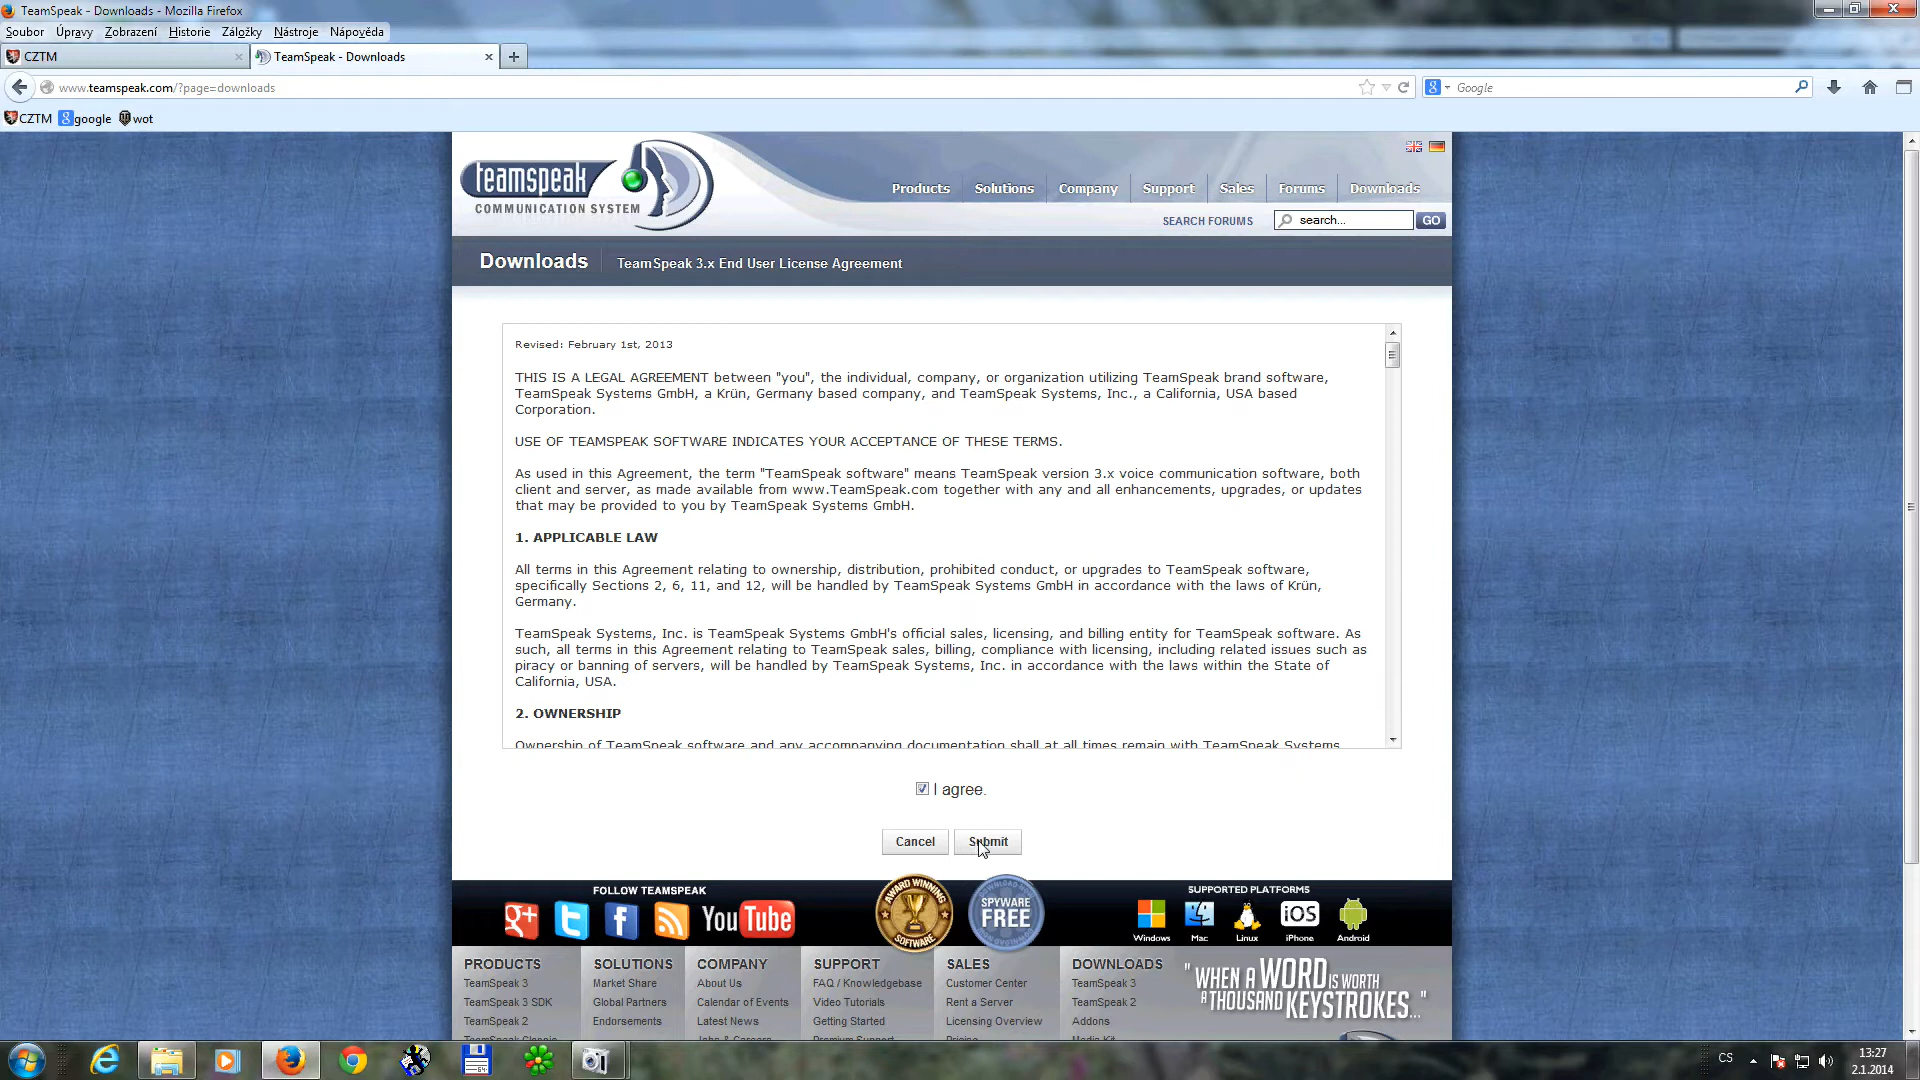 TeamSpeak - Downloads - Mozilla Firefox
Soubor Úpravy Zobrazení Historie Záložky Nástroje Nápověda
CZTM TeamSpeak - Downloads
www.teamspeak.com/?page=downloads Google
CZTM google wot
teamspeak
COMMUNICATION SYSTEM
Products Solutions Company Support Sales Forums Downloads
SEARCH FORUMS search... GO
Downloads TeamSpeak 3.x End User License Agreement
Revised: February 1st, 2013
THIS IS A LEGAL AGREEMENT between "you", the individual, company, or organization utilizing TeamSpeak brand software,
TeamSpeak Systems GmbH, a Krün, Germany based company, and TeamSpeak Systems, Inc., a California, USA based
Corporation.
USE OF TEAMSPEAK SOFTWARE INDICATES YOUR ACCEPTANCE OF THESE TERMS.
As used in this Agreement, the term "TeamSpeak software" means TeamSpeak version 3.x voice communication software, both
client and server, as made available from www.TeamSpeak.com together with any and all enhancements, upgrades, or updates
that may be provided to you by TeamSpeak Systems GmbH.
1. APPLICABLE LAW
All terms in this Agreement relating to ownership, distribution, prohibited conduct, or upgrades to TeamSpeak software,
specifically Sections 2, 6, 11, and 12, will be handled by TeamSpeak Systems GmbH in accordance with the laws of Krün,
Germany.
TeamSpeak Systems, Inc. is TeamSpeak Systems GmbH's official sales, licensing, and billing entity for TeamSpeak software. As
such, all terms in this Agreement relating to TeamSpeak sales, billing, compliance with licensing, including related issues such as
piracy or banning of servers, will be handled by TeamSpeak Systems, Inc. in accordance with the laws within the State of
California, USA.
2. OWNERSHIP
Ownership of TeamSpeak software and any accompanying documentation shall at all times remain with TeamSpeak Systems
I agree.
Cancel Submit
FOLLOW TEAMSPEAK
YouTube
AWARD WINNING
SOFTWARE
SPYWARE
FREE
SUPPORTED PLATFORMS
iOS
Windows Mac Linux iPhone Android
PRODUCTS SOLUTIONS COMPANY SUPPORT SALES DOWNLOADS
TeamSpeak 3 Market Share About Us FAQ / Knowledgebase Customer Center TeamSpeak 3
TeamSpeak 3 SDK Global Partners Calendar of Events Video Tutorials Rent a Server TeamSpeak 2
TeamSpeak 2 Endorsements Latest News Getting Started Licensing Overview Addons
"WHEN A WORD IS WORTH
A THOUSAND KEYSTROKES..."
CS 13:27
2.1.2014